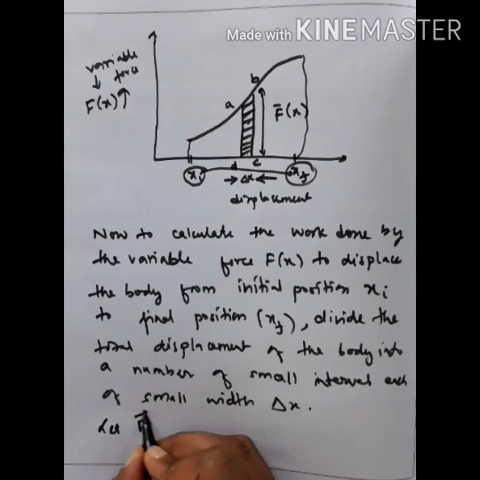 Made with KINEMASTER
variable
force
F(x)
b
a
F̄(x)
d
c
xi
Δx
xf
displacement
Now to calculate the work done by
the variable force F(x) to displace
the body from initial position xi
to final position (xf), divide the
total displacment of the body into
a number of small interval each
of small width Δx.
Let F̄